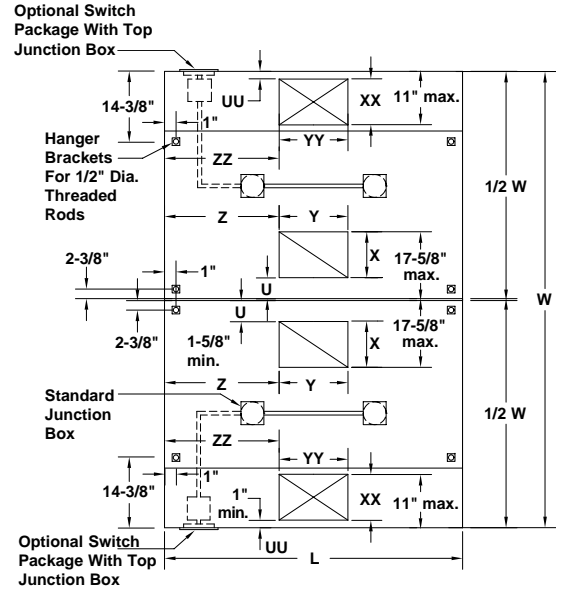 Optional Switch
Package With Top
Junction Box
14-3/8"
1"
UU
XX
11" max.
Hanger
Brackets
For 1/2" Dia.
Threaded
Rods
ZZ
YY
1/2 W
Z
Y
2-3/8"
1"
X
17-5/8"
max.
U
W
U
2-3/8"
1-5/8"
min.
X
17-5/8"
max.
Z
Y
Standard
Junction
Box
1/2 W
ZZ
YY
14-3/8"
1"
1"
min.
XX
11" max.
UU
L
Optional Switch
Package With Top
Junction Box